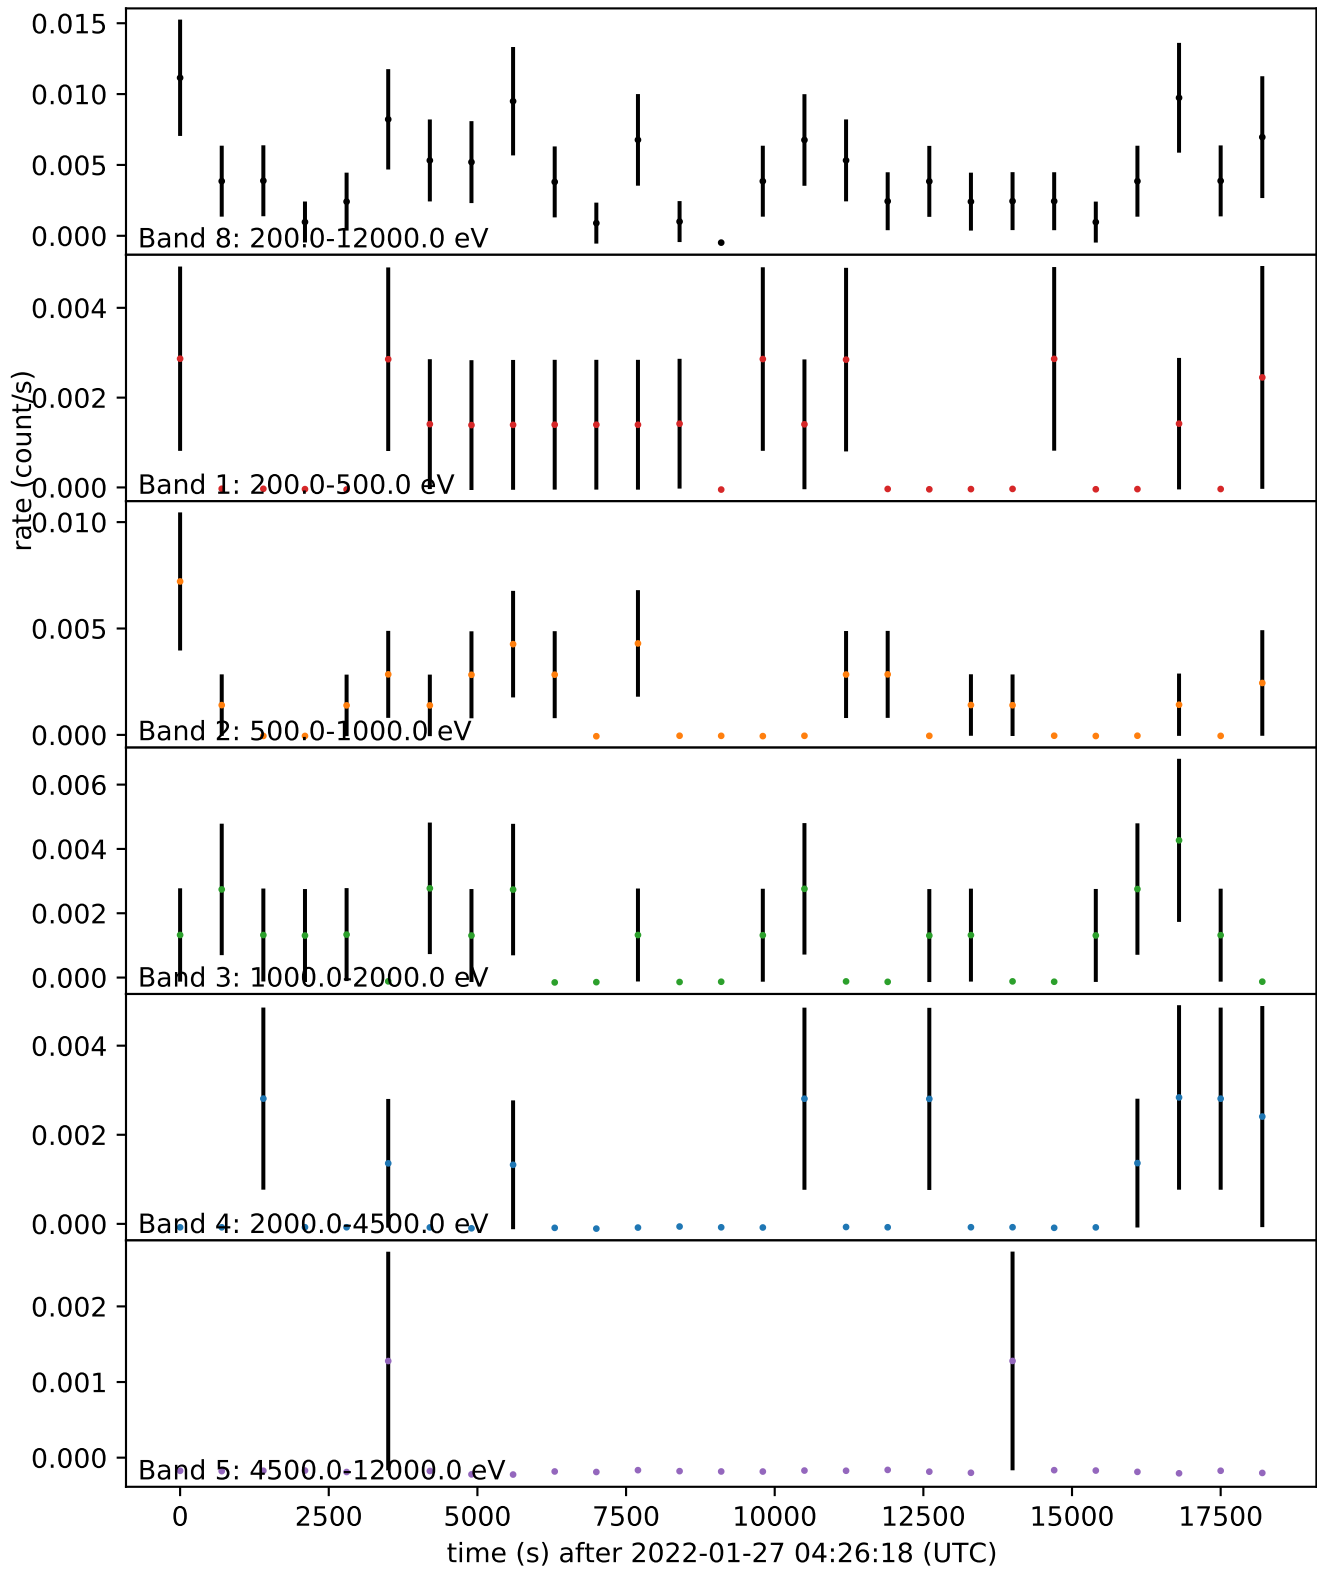 rate (count/s)
0.015
0.010
0.005
0.000
Band 8: 200.0-12000.0 eV
0.004
0.002
0.000
Band 1: 200.0-500.0 eV
0.010
0.005
0.000
Band 2: 500.0-1000.0 eV
0.006
0.004
0.002
0.000
Band 3: 1000.0-2000.0 eV
0.004
0.002
0.000
Band 4: 2000.0-4500.0 eV
0.002
0.001
0.000
Band 5: 4500.0-12000.0 eV
0 2500 5000 7500 10000 12500 15000 17500
time (s) after 2022-01-27 04:26:18 (UTC)